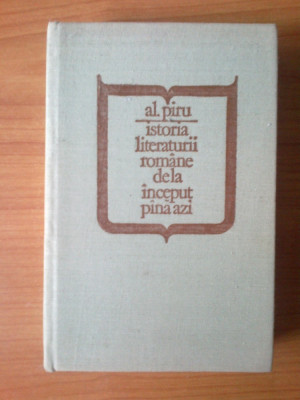 al. piru
istoria
literaturii
române
de la
început
pînă azi